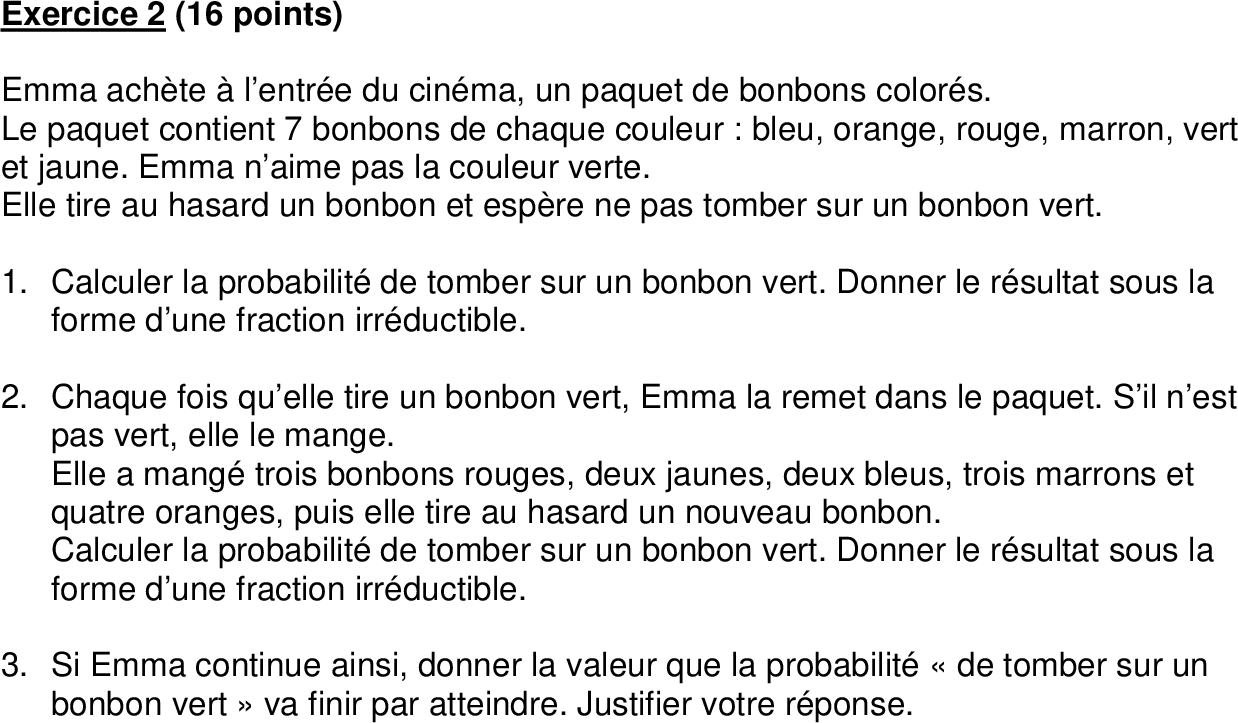 Exercice 2 (16 points)
Emma achète à l’entrée du cinéma, un paquet de bonbons colorés.
Le paquet contient 7 bonbons de chaque couleur : bleu, orange, rouge, marron, vert
et jaune. Emma n’aime pas la couleur verte.
Elle tire au hasard un bonbon et espère ne pas tomber sur un bonbon vert.
1. Calculer la probabilité de tomber sur un bonbon vert. Donner le résultat sous la
forme d’une fraction irréductible.
2. Chaque fois qu’elle tire un bonbon vert, Emma la remet dans le paquet. S’il n’est
pas vert, elle le mange.
Elle a mangé trois bonbons rouges, deux jaunes, deux bleus, trois marrons et
quatre oranges, puis elle tire au hasard un nouveau bonbon.
Calculer la probabilité de tomber sur un bonbon vert. Donner le résultat sous la
forme d’une fraction irréductible.
3. Si Emma continue ainsi, donner la valeur que la probabilité « de tomber sur un
bonbon vert » va finir par atteindre. Justifier votre réponse.